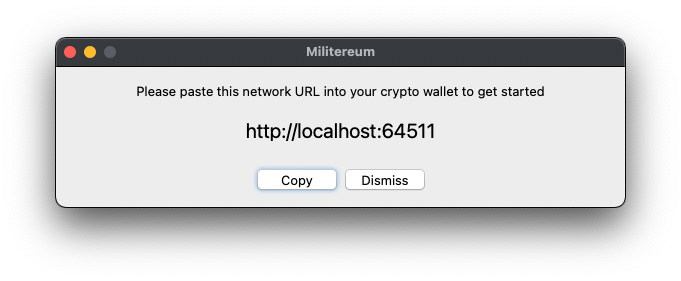 Militereum
Please paste this network URL into your crypto wallet to get started
http://localhost:64511
Copy
Dismiss